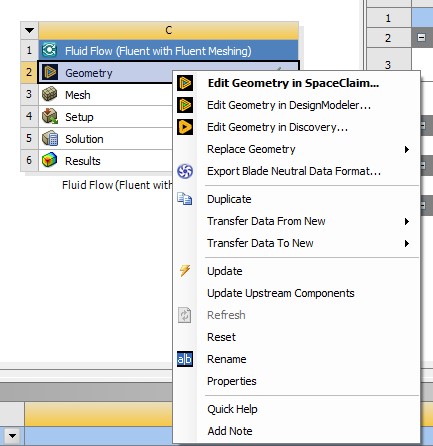 C
1 Fluid Flow (Fluent with Fluent Meshing)
2 Geometry
3 Mesh
4 Setup
5 Solution
6 Results
Fluid Flow (Fluent with
Edit Geometry in SpaceClaim...
Edit Geometry in DesignModeler...
Edit Geometry in Discovery...
Replace Geometry
Export Blade Neutral Data Format...
Duplicate
Transfer Data From New
Transfer Data To New
Update
Update Upstream Components
Refresh
Reset
a|b Rename
Properties
Quick Help
Add Note
1
2